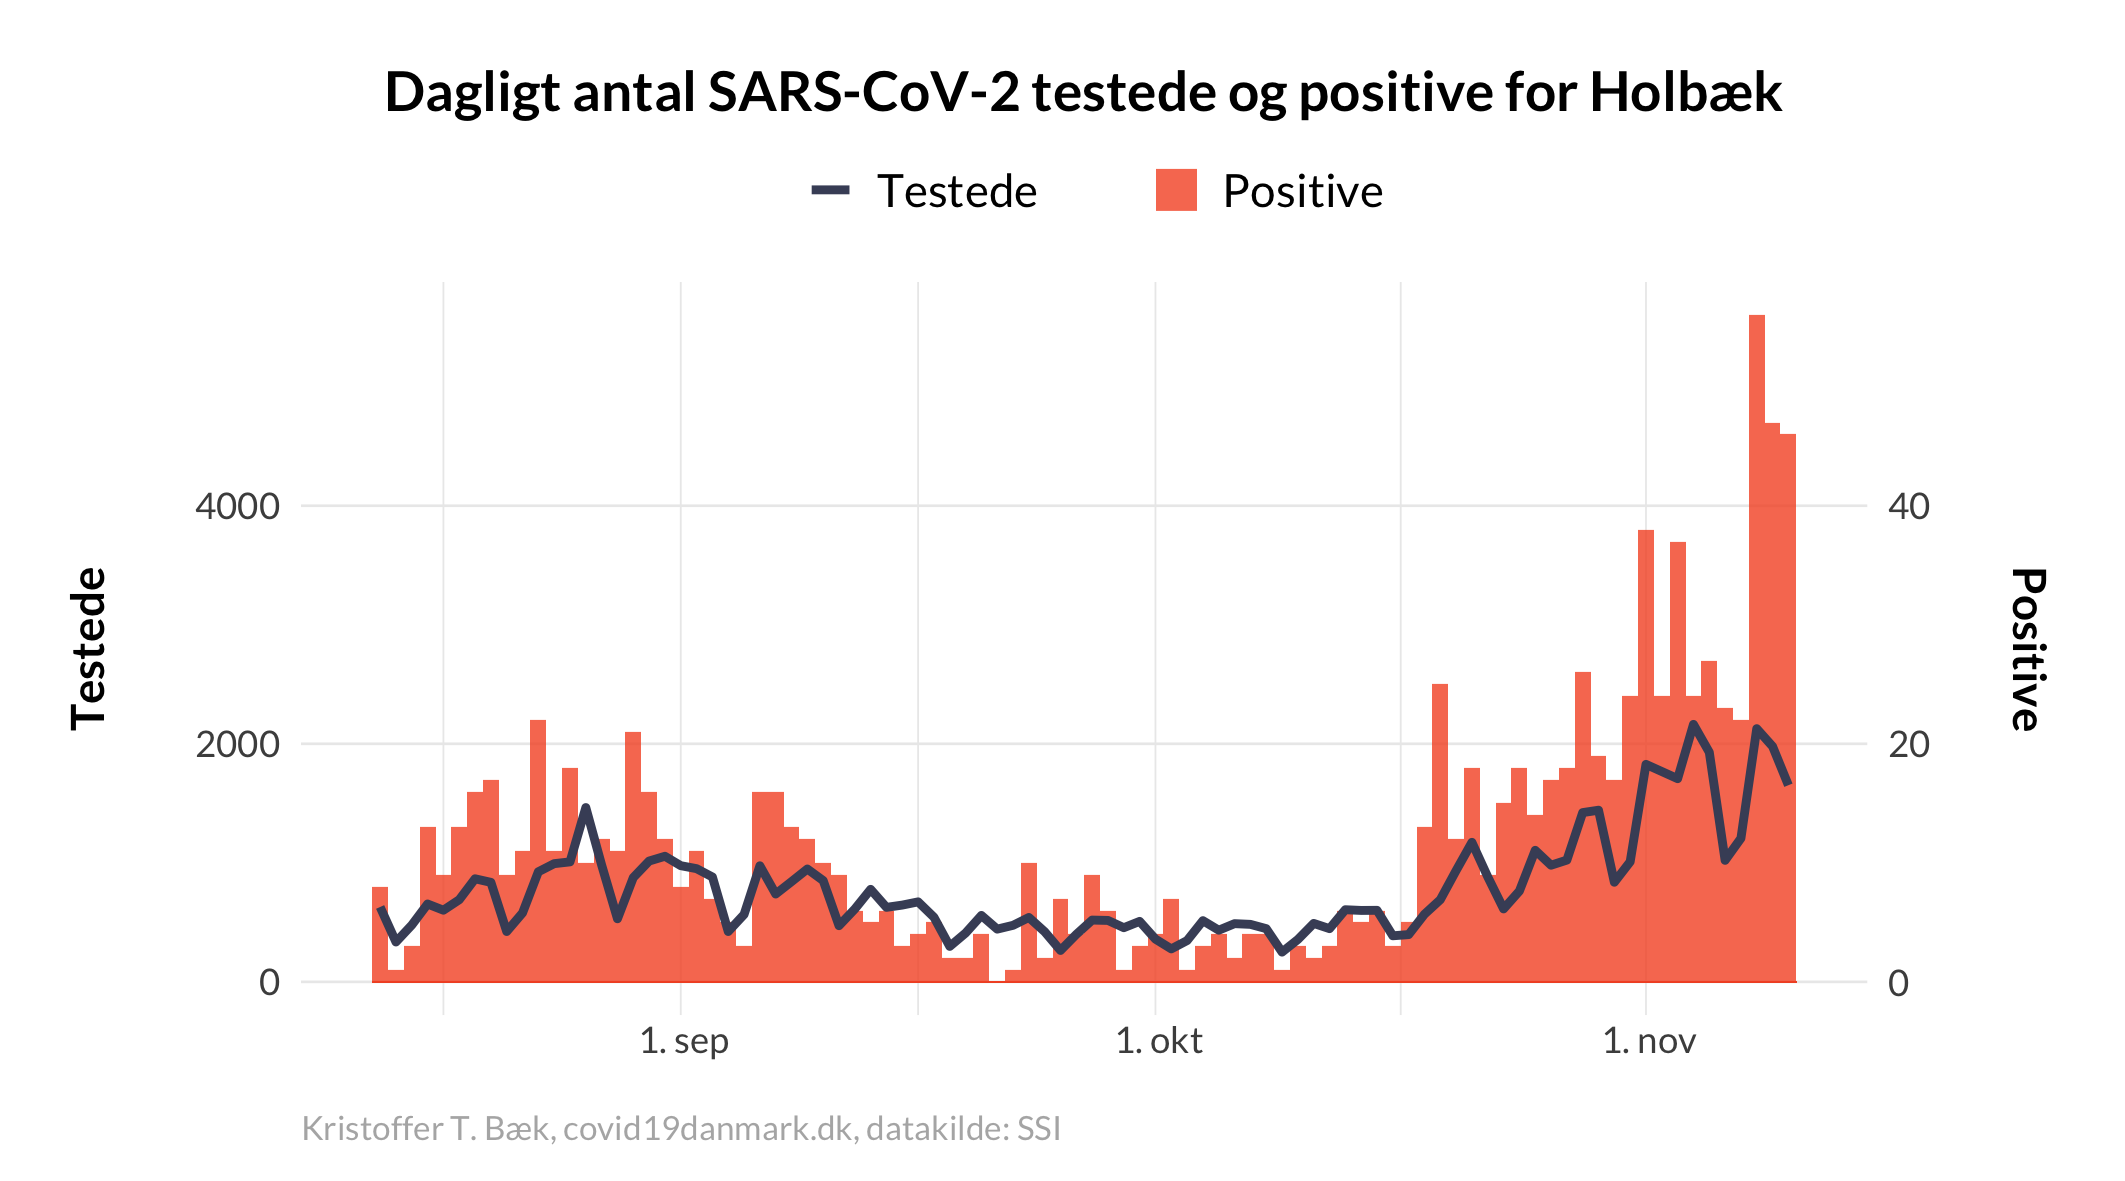 Dagligt antal SARS-CoV-2 testede og positive for Holbæk
Testede
Positive
4000
2000
0
Testede
40
20
0
Positive
1. sep
1. okt
1. nov
Kristoffer T. Bæk, covid19danmark.dk, datakilde: SSI